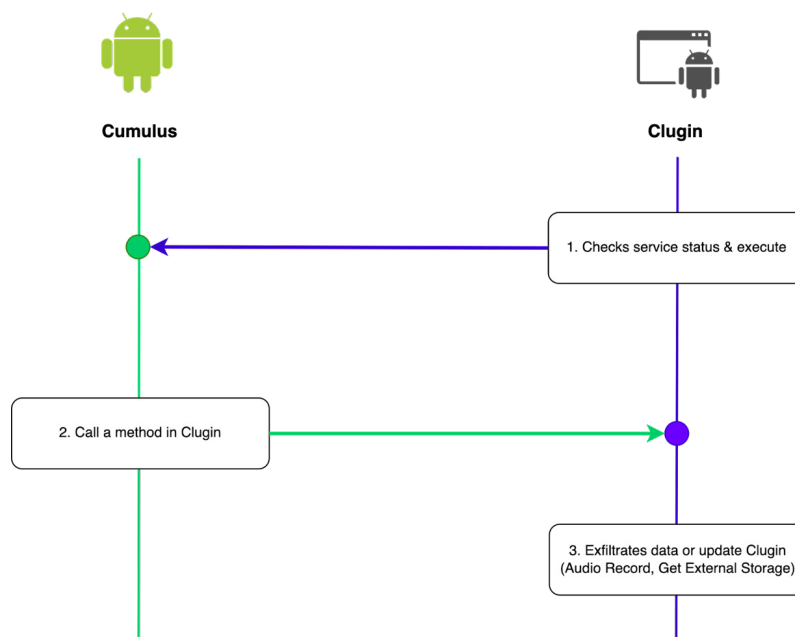 Cumulus
Clugin
1. Checks service status & execute
2. Call a method in Clugin
3. Exfiltrates data or update Clugin
(Audio Record, Get External Storage)